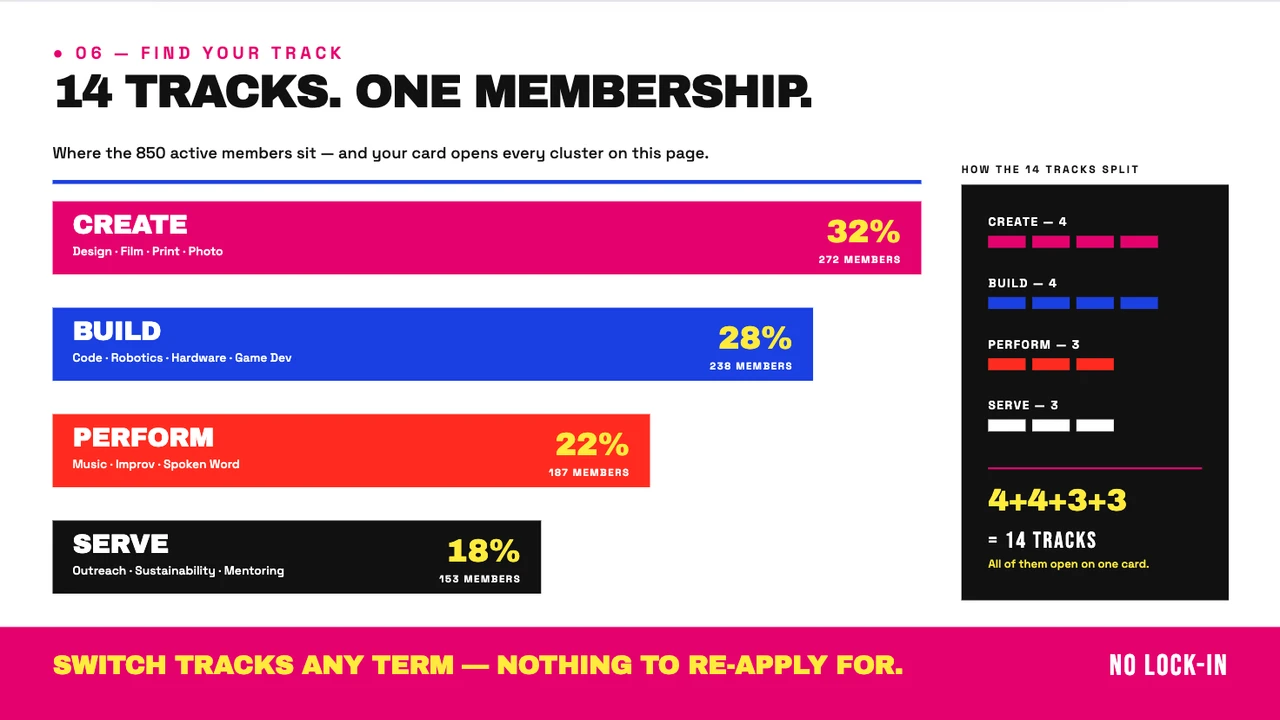 ● 06 — FIND YOUR TRACK
14 TRACKS. ONE MEMBERSHIP.
Where the 850 active members sit — and your card opens every cluster on this page.
CREATE
Design · Film · Print · Photo
32%
272 MEMBERS
BUILD
Code · Robotics · Hardware · Game Dev
28%
238 MEMBERS
PERFORM
Music · Improv · Spoken Word
22%
187 MEMBERS
SERVE
Outreach · Sustainability · Mentoring
18%
153 MEMBERS
HOW THE 14 TRACKS SPLIT
CREATE — 4
BUILD — 4
PERFORM — 3
SERVE — 3
4+4+3+3
= 14 TRACKS
All of them open on one card.
SWITCH TRACKS ANY TERM — NOTHING TO RE-APPLY FOR.
NO LOCK-IN